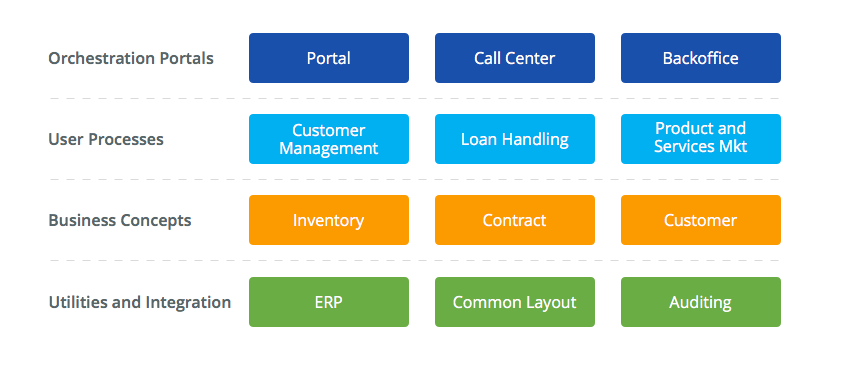 Orchestration Portals
Portal
Call Center
Backoffice
User Processes
Customer
Management
Loan Handling
Product and
Services Mkt
Business Concepts
Inventory
Contract
Customer
Utilities and Integration
ERP
Common Layout
Auditing